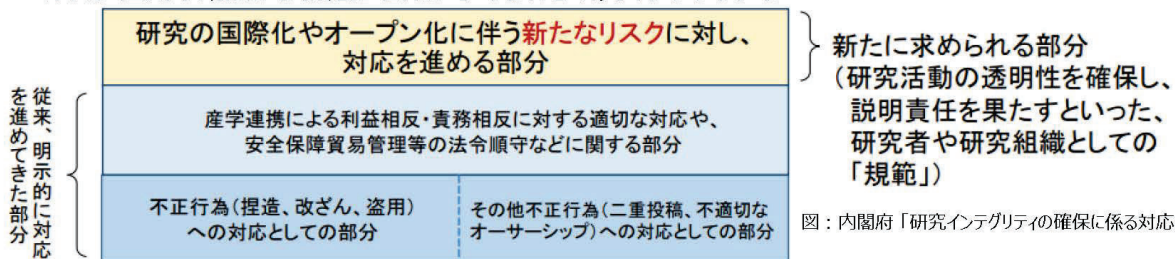 研究の国際化やオープン化に伴う新たなリスクに対し、
対応を進める部分
新たに求められる部分
(研究活動の透明性を確保し、
説明責任を果たすといった、
研究者や研究組織としての
「規範」)
従来、明示的に対応
を進めてきた部分
産学連携による利益相反・責務相反に対する適切な対応や、
安全保障貿易管理等の法令順守などに関する部分
不正行為(捏造、改ざん、盗用)
への対応としての部分
その他不正行為(二重投稿、不適切な
オーサーシップ)への対応としての部分
図:内閣府「研究インテグリティの確保に係る対応